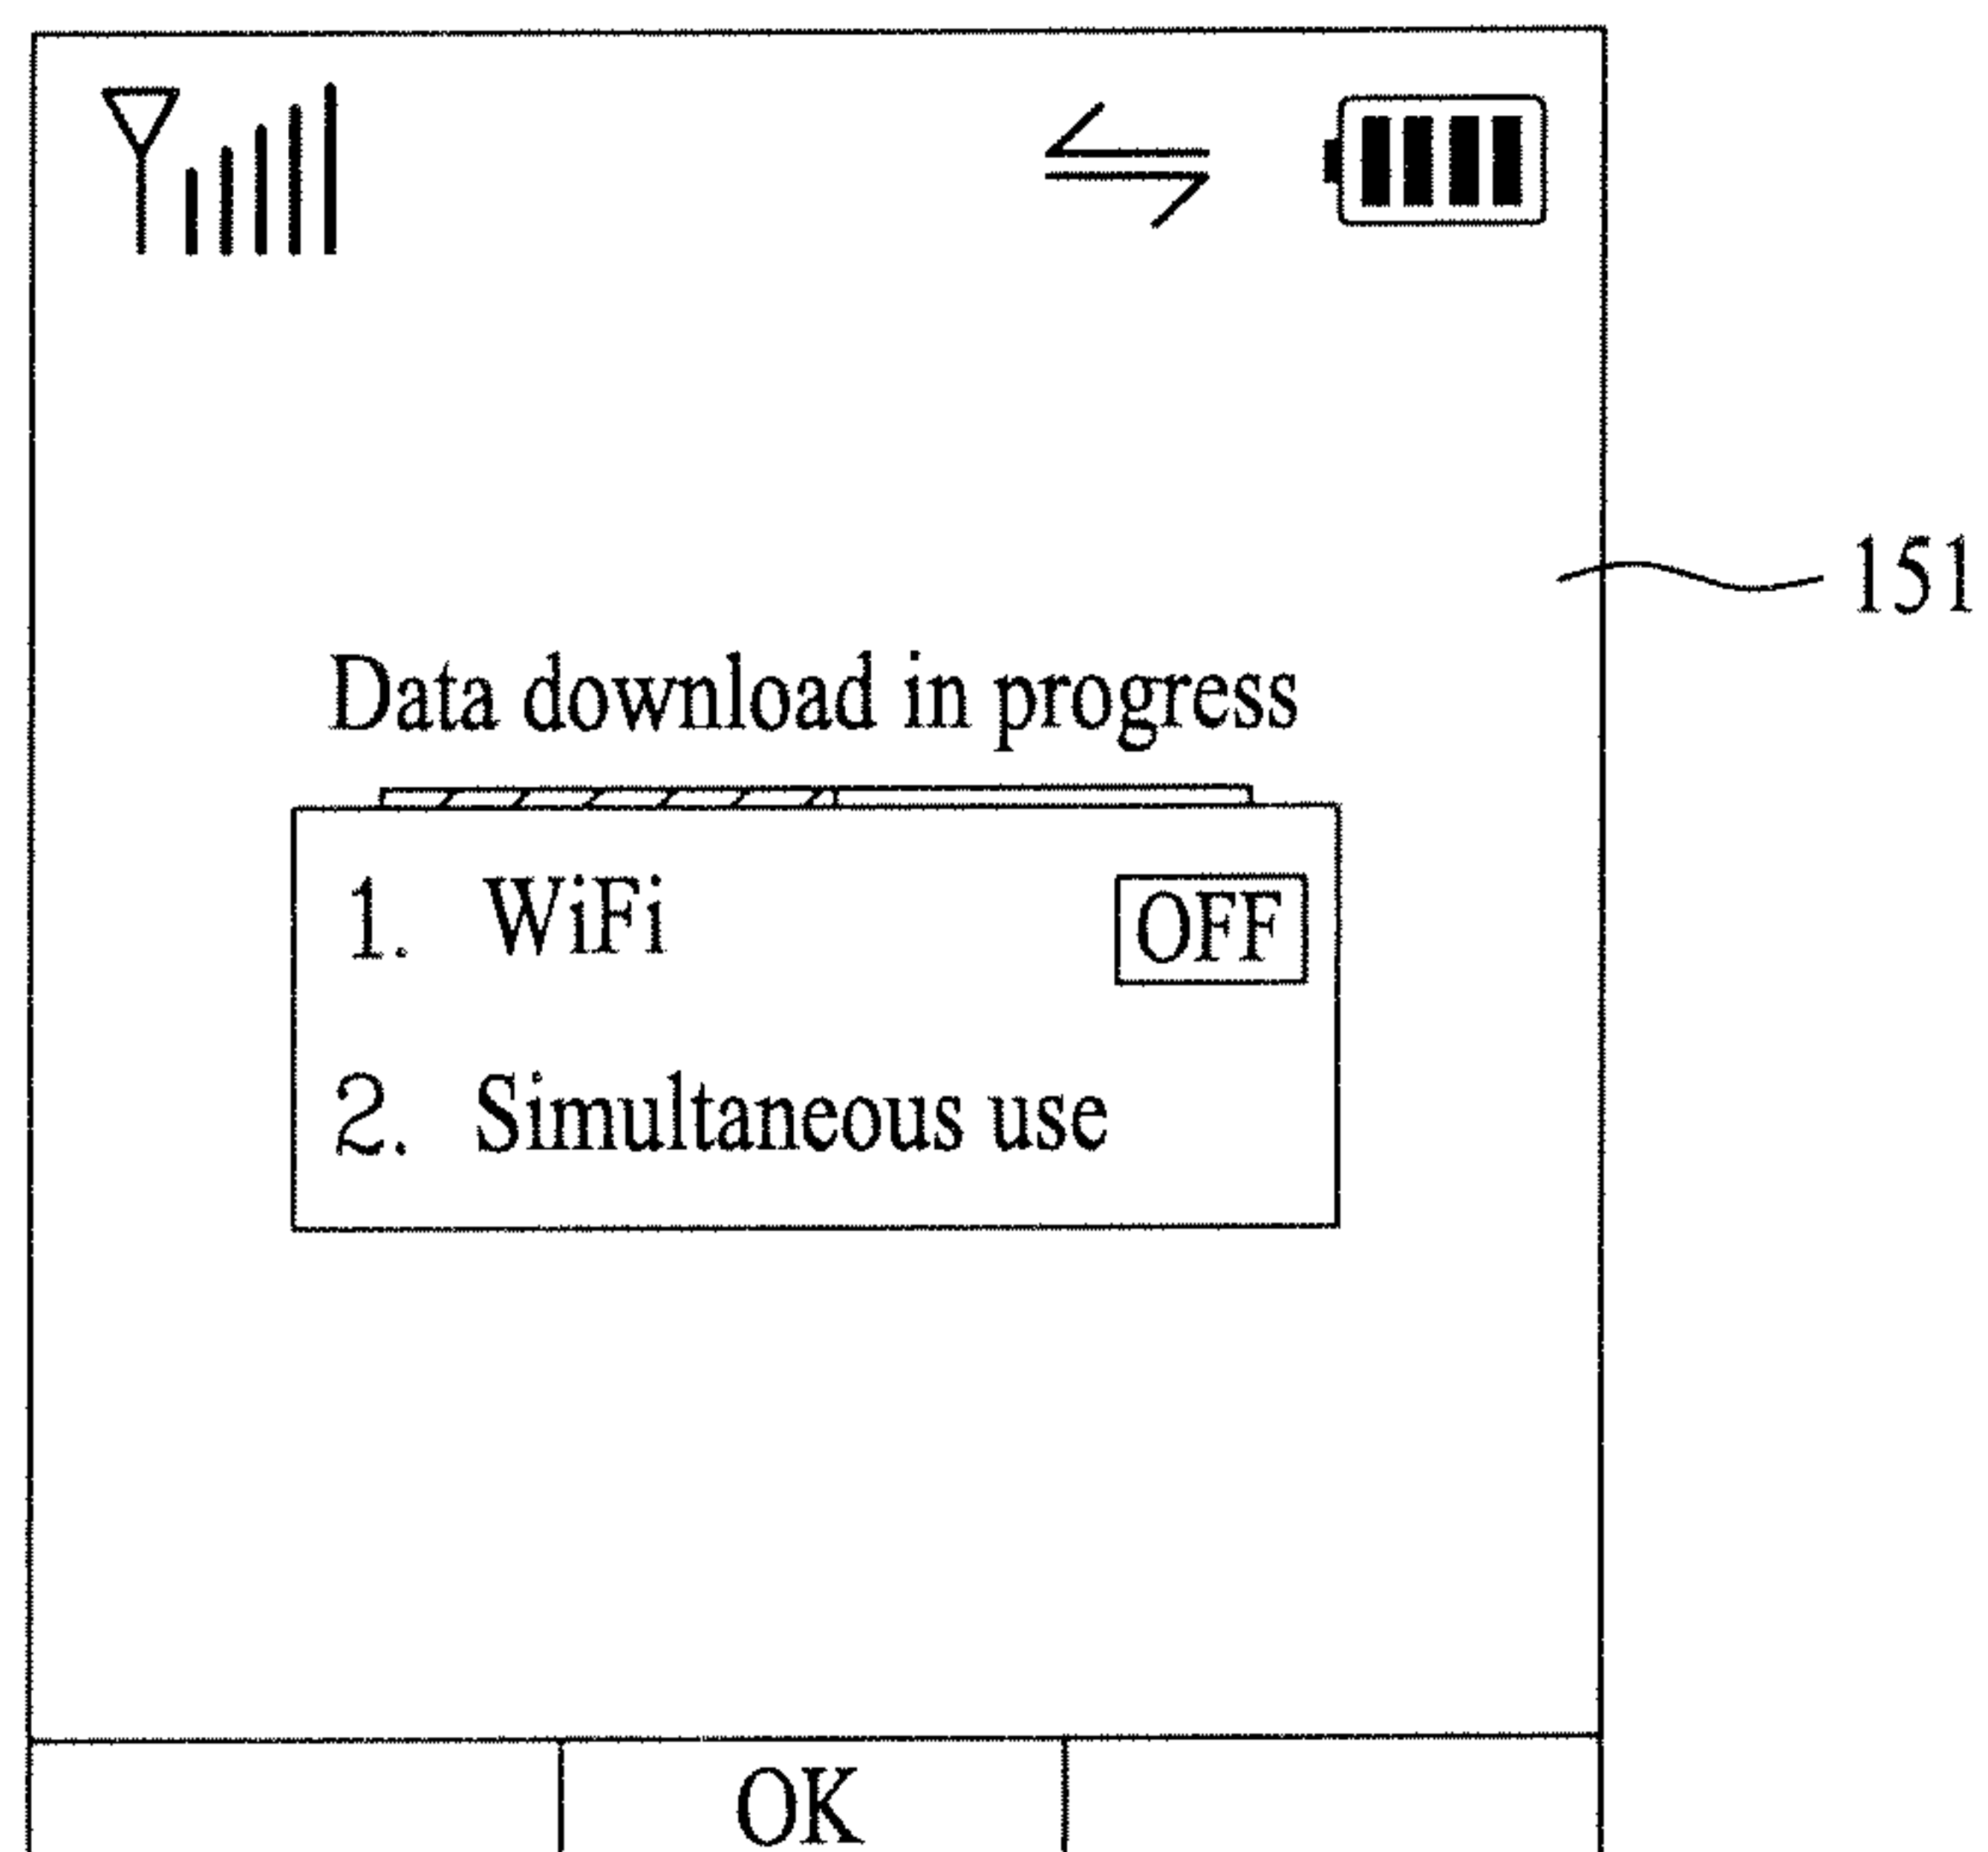 151
Data download in progress
1. WiFi OFF
2. Simultaneous use
OK